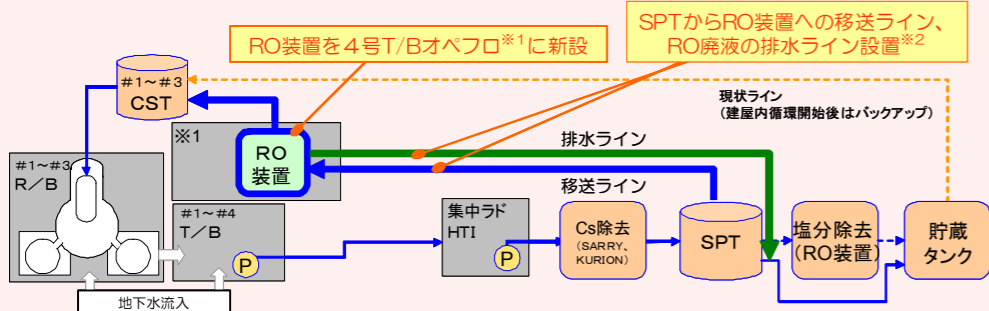 RO装置を4号T/Bオペフロ※1に新設
SPTからRO装置への移送ライン、
RO廃液の排水ライン設置※2
#1~#3
CST
現状ライン
(建屋内循環開始後はバックアップ)
※1
RO
装置
排水ライン
移送ライン
#1~#3
R/B
#1~#4
T/B
P
集中ラド
HTI
P
Cs除去
(SARRY、
KURION)
SPT
塩分除去
(RO装置)
貯蔵
タンク
地下水流入